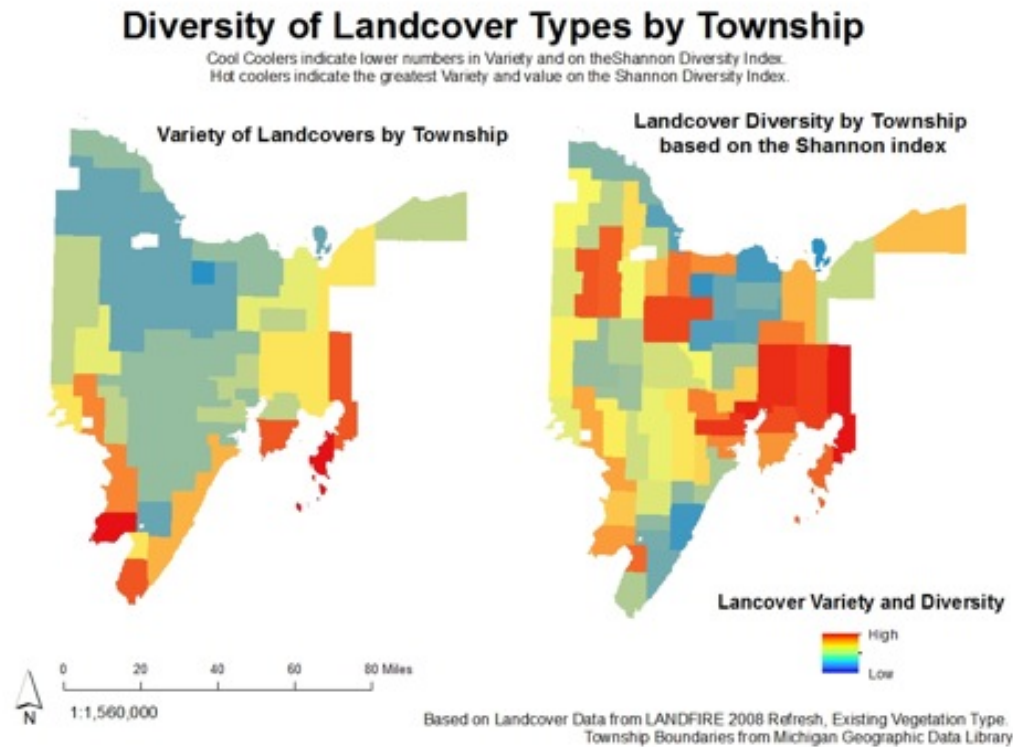 Diversity of Landcover Types by Township
Cool Coolers indicate lower numbers in Variety and on theShannon Diversity Index.
Hot coolers indicate the greatest Variety and value on the Shannon Diversity Index.
Variety of Landcovers by Township
Landcover Diversity by Township
based on the Shannon index
Lancover Variety and Diversity
High
Low
0 20 40 60 80 Miles
N
1:1,560,000
Based on Landcover Data from LANDFIRE 2008 Refresh, Existing Vegetation Type.
Township Boundaries from Michigan Geographic Data Library